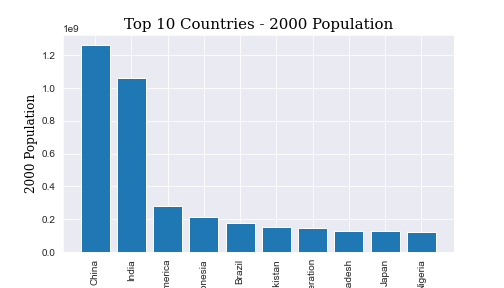 Top 10 Countries - 2000 Population
1e9
1.2
1.0
0.8
0.6
0.4
0.2
0.0
2000 Population
China
India
merica
onesia
Brazil
kistan
eration
adesh
Japan
Nigeria